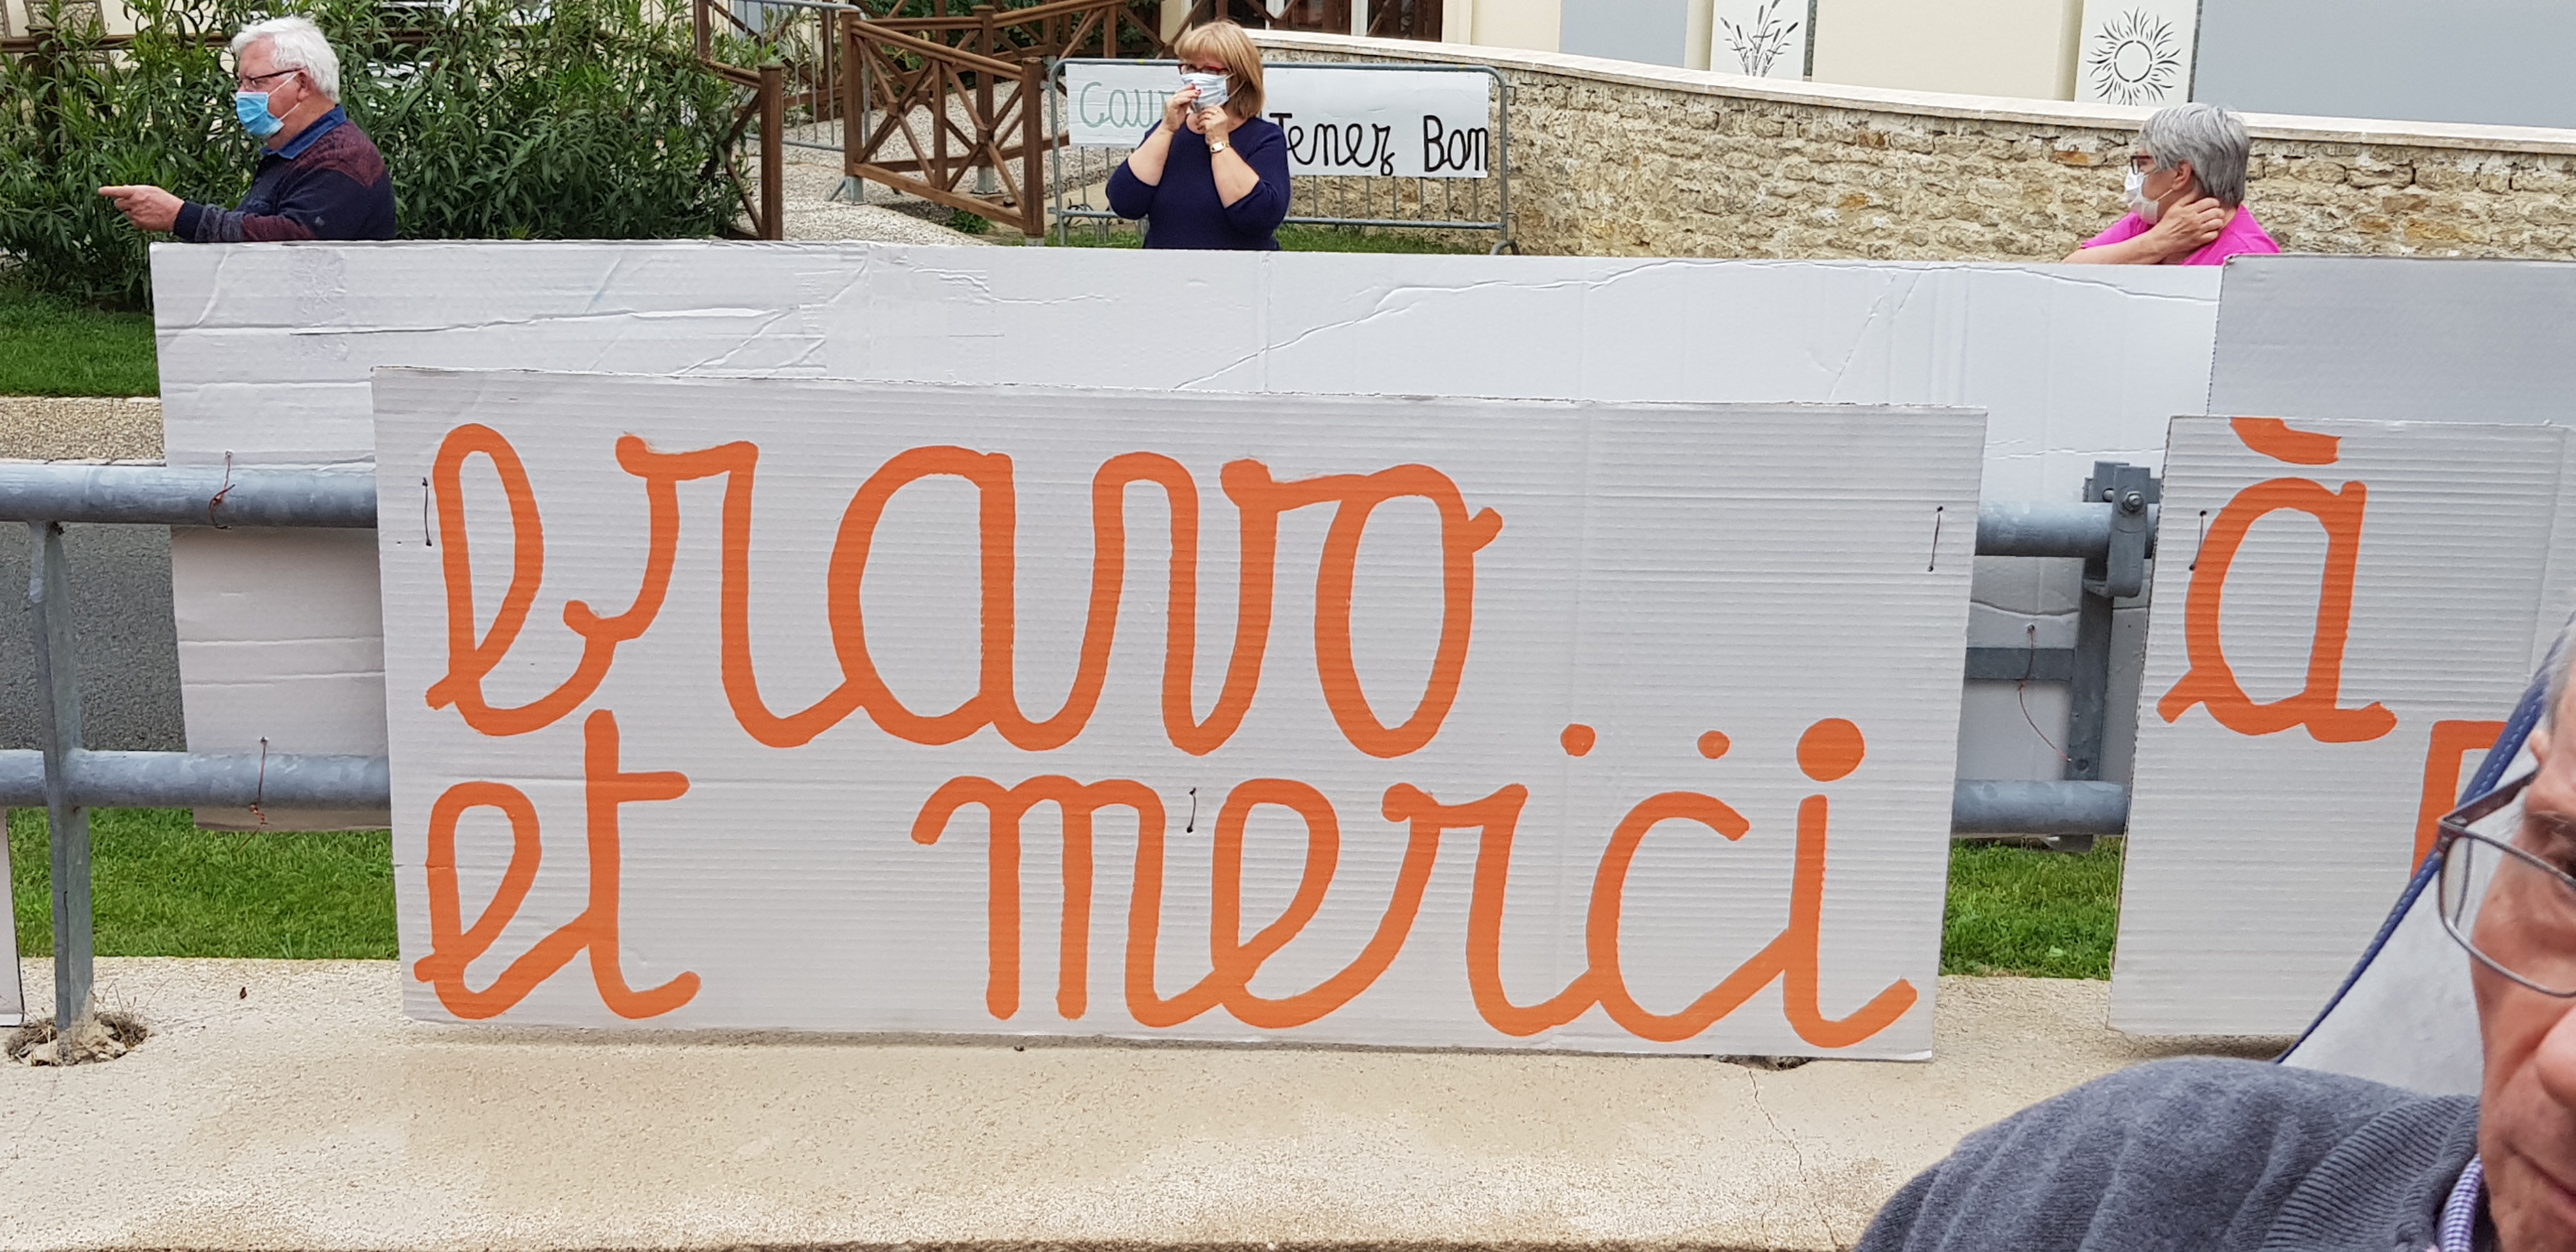 Tenez Bon
bravo
et merci
à